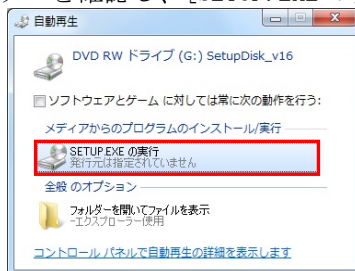 自動再生
DVD RW ドライブ (G:) SetupDisk_v16
ソフトウェアとゲーム に対しては常に次の動作を行う:
メディアからのプログラムのインストール/実行
SETUP.EXE の実行
発行元は指定されていません
全般 のオプション
フォルダーを開いてファイルを表示
-エクスプローラー使用
コントロール パネルで自動再生の詳細を表示します